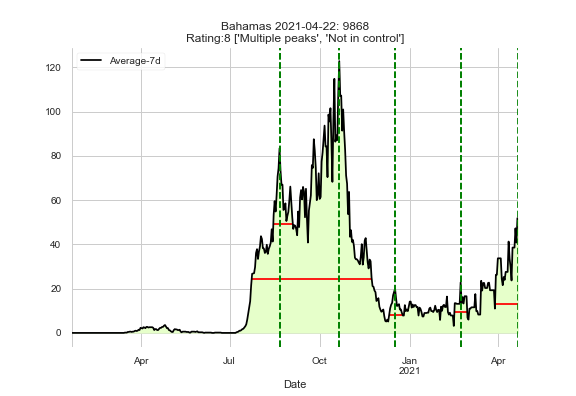 Bahamas 2021-04-22: 9868
Rating:8 ['Multiple peaks', 'Not in control']
Average-7d
120
100
80
60
40
20
0
Apr
Jul
Oct
Jan
2021
Apr
Date